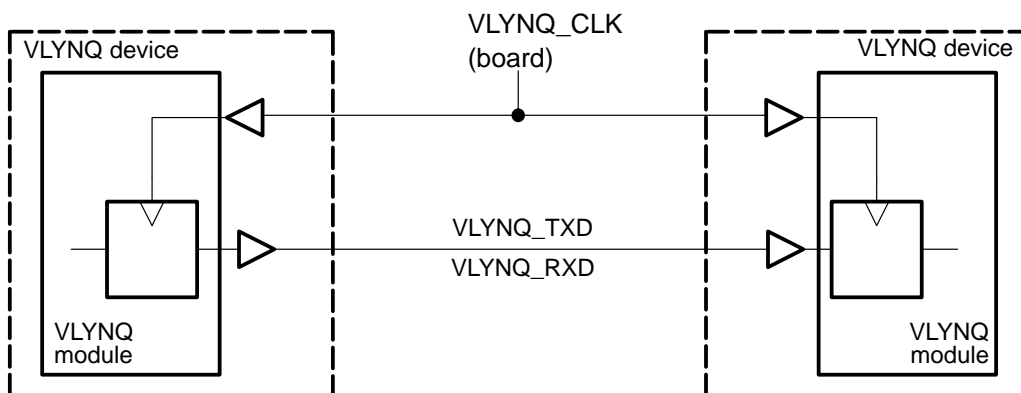 VLYNQ_CLK
(board)
VLYNQ device
VLYNQ device
VLYNQ_TXD
VLYNQ_RXD
VLYNQ
module
VLYNQ
module